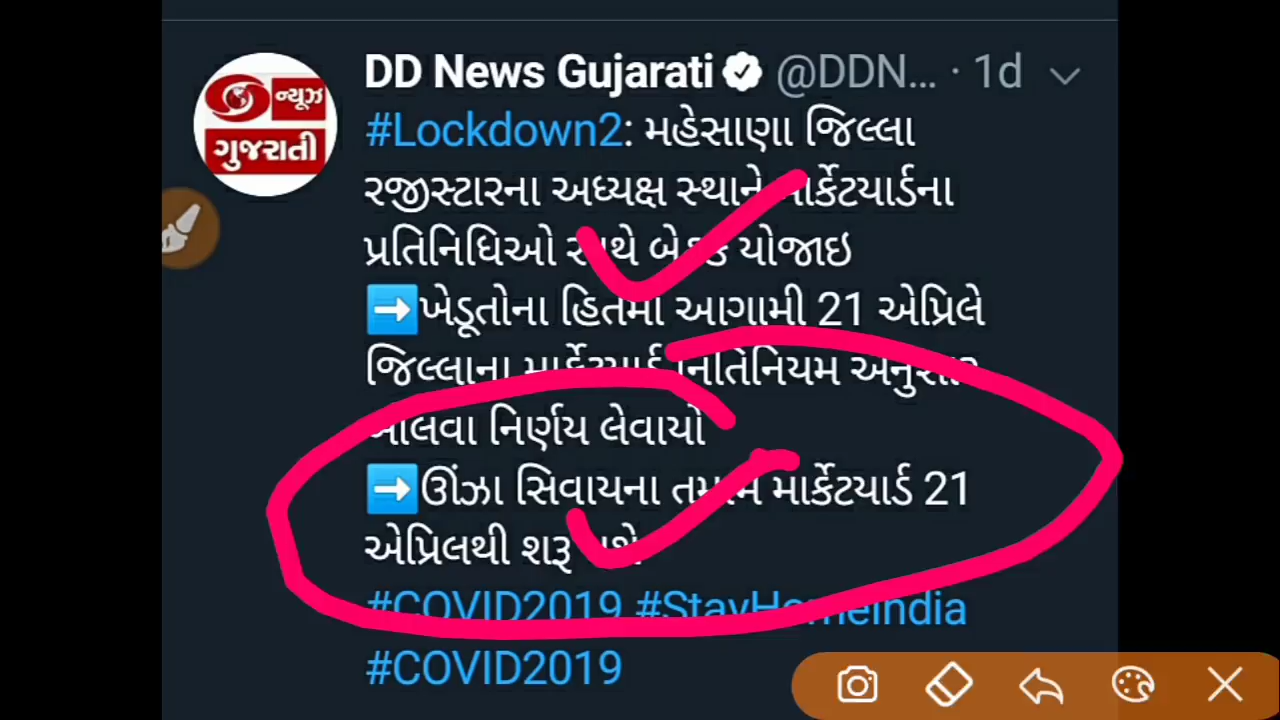 DD News Gujarati @DDN... · 1d
ન્યૂઝ
ગુજરાતી
#Lockdown2: મહેસાણા જિલ્લા
રજીસ્ટારના અધ્યક્ષ સ્થાને માર્કેટયાર્ડના
પ્રતિનિધિઓ સાથે બેઠક યોજાઇ
➡️ખેડૂતોના હિતમાં આગામી 21 એપ્રિલે
જિલ્લાના માર્કેટયાર્ડ નિતિનિયમ અનુસાર
ખોલવા નિર્ણય લેવાયો
➡️ઊંઝા સિવાયના તમામ માર્કેટયાર્ડ 21
એપ્રિલથી શરૂ થશે
#COVID2019 #StayHomeIndia
#COVID2019